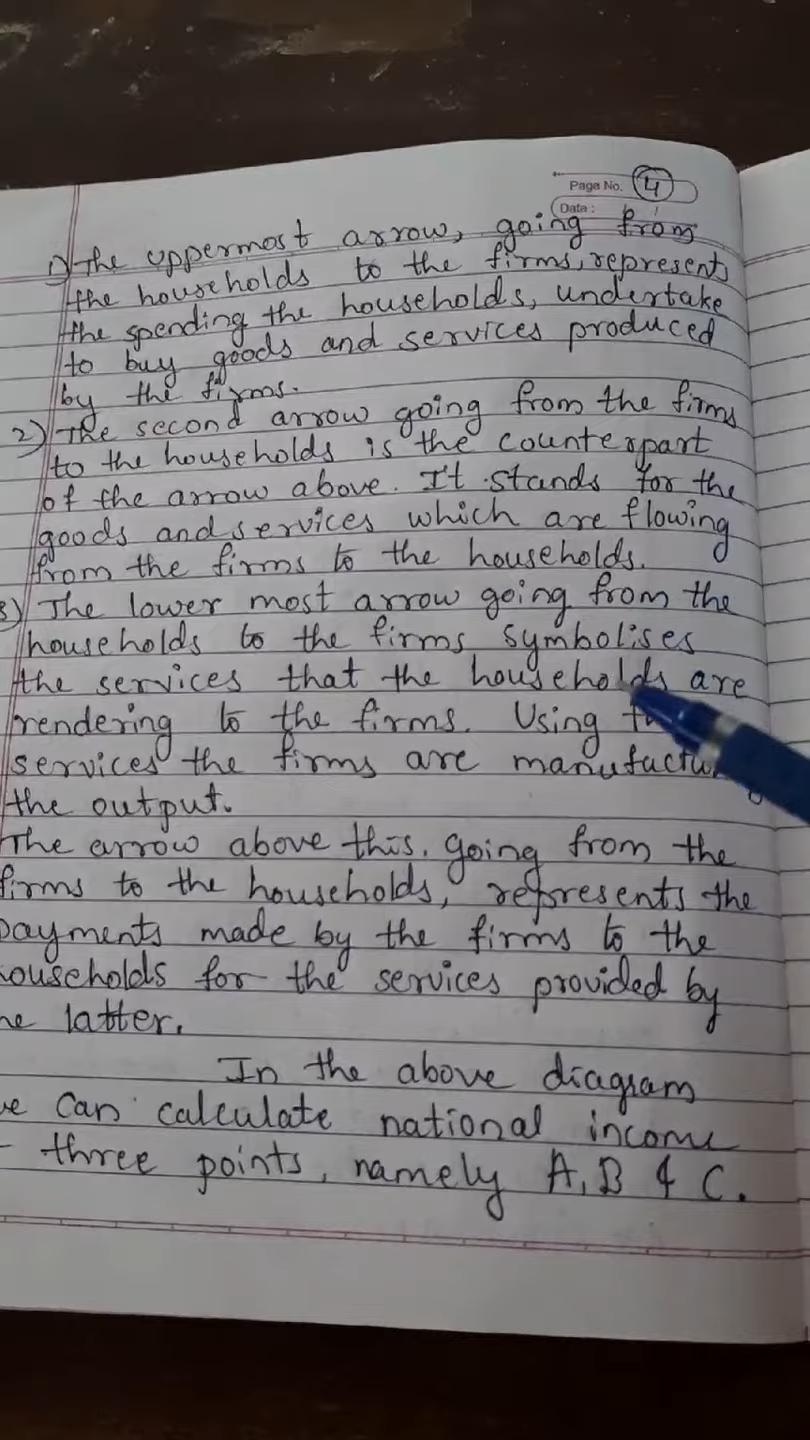 Page No. 4
Date:
1) The uppermost arrow, going from
the households to the firms, represents
the spending the households, undertake
to buy goods and services produced
by the firms.
2) The second arrow going from the firms
to the households is the counterpart
of the arrow above. It stands for the
goods and services which are flowing
from the firms to the households.
3) The lower most arrow going from the
households to the firms symbolises
the services that the households are
rendering to the firms. Using
services the firms are
the output.
The arrow above this, going from the
firms to the households, represents the
payments made by the firms to the
households for the services provided by
latter.
In the above diagram
can calculate national income
three points, namely A, B & C.